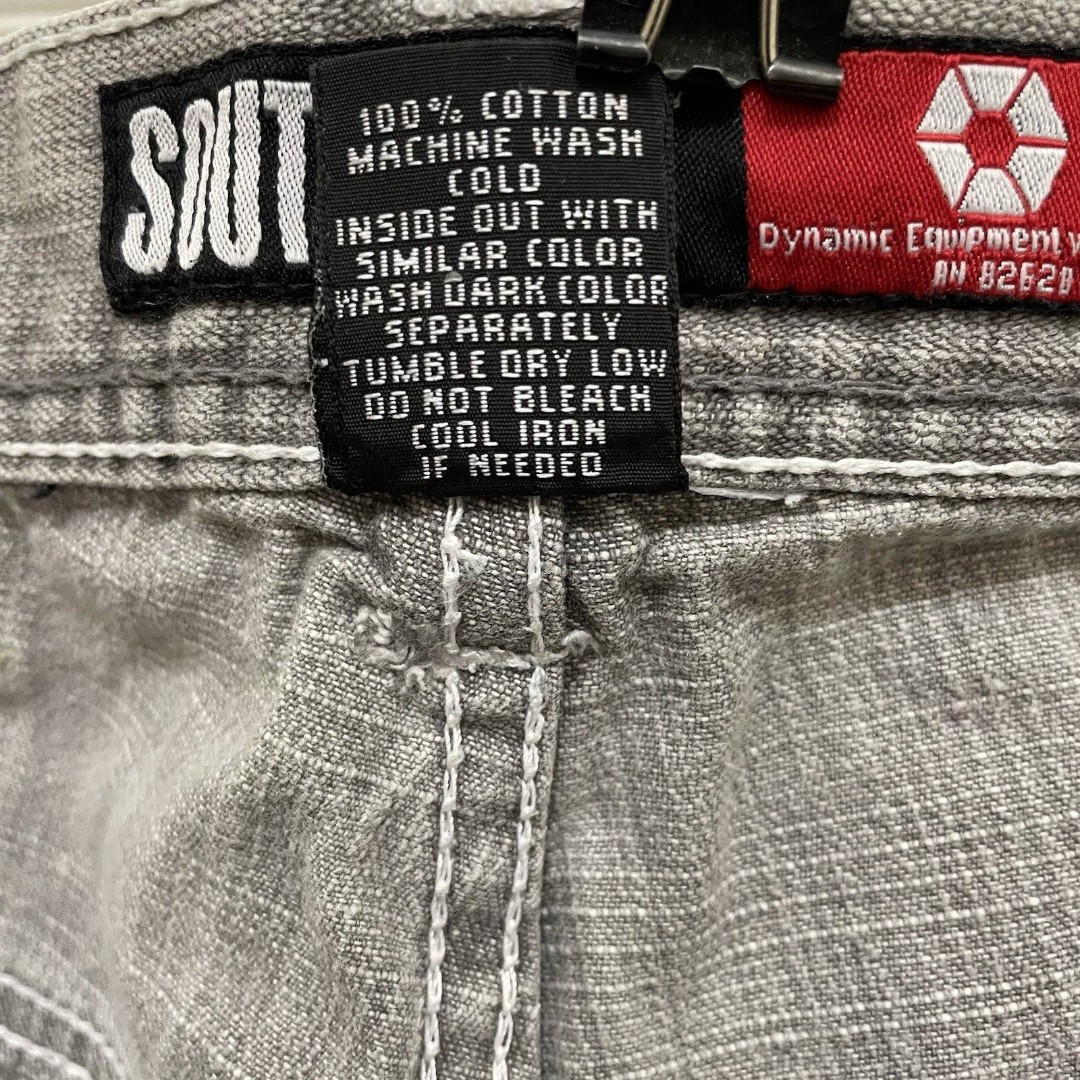 SOUT
100% COTTON
MACHINE WASH
COLD
INSIDE OUT WITH
SIMILAR COLOR
WASH DARK COLOR
SEPARATELY
TUMBLE DRY LOW
DO NOT BLEACH
COOL IRON
IF NEEDED
Dynamic Equipment
RN 82628